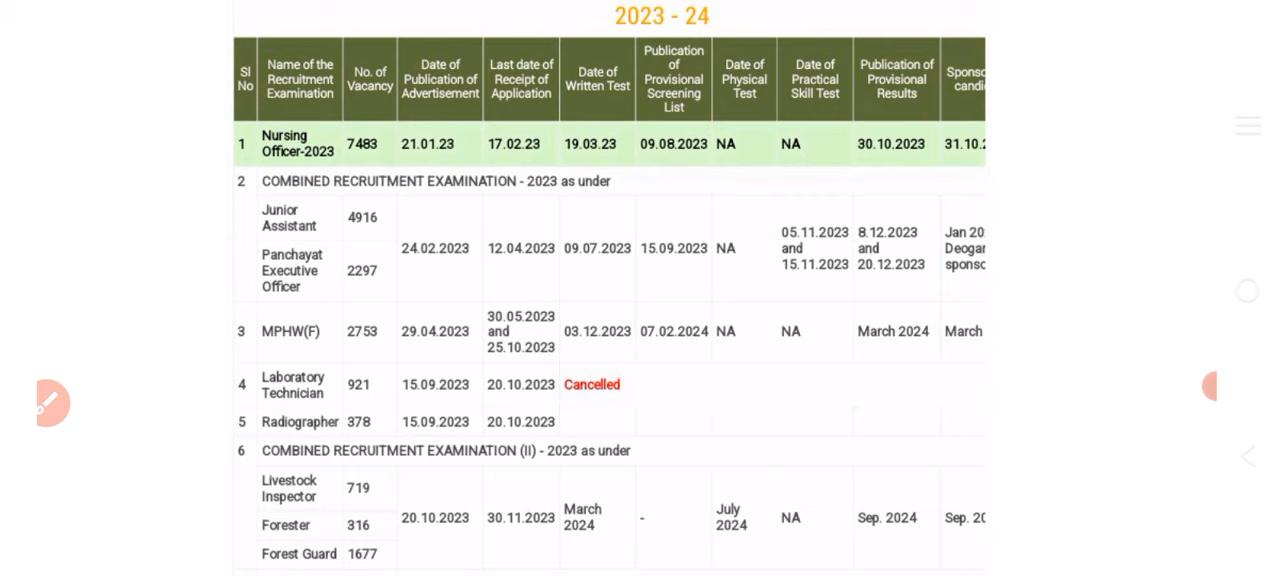 2023 - 24
Sl No | Name of the Recruitment Examination | No. of Vacancy | Date of Publication of Advertisement | Last date of Receipt of Application | Date of Written Test | Publication of Provisional Screening List | Date of Physical Test | Date of Practical Skill Test | Publication of Provisional Results
1 | Nursing Officer-2023 | 7483 | 21.01.23 | 17.02.23 | 19.03.23 | 09.08.2023 | NA | NA | 30.10.2023 | 31.10.
2 | COMBINED RECRUITMENT EXAMINATION - 2023 as under
Junior Assistant | 4916
Panchayat Executive Officer | 2297
24.02.2023 | 12.04.2023 | 09.07.2023 | 15.09.2023 | NA | 05.11.2023 and 15.11.2023 | 8.12.2023 and 20.12.2023 | Jan
3 | MPHW(F) | 2753 | 29.04.2023 | 30.05.2023 and 25.10.2023 | 03.12.2023 | 07.02.2024 | NA | NA | March 2024 | March
4 | Laboratory Technician | 921 | 15.09.2023 | 20.10.2023 | Cancelled
5 | Radiographer | 378 | 15.09.2023 | 20.10.2023
6 | COMBINED RECRUITMENT EXAMINATION (II) - 2023 as under
Livestock Inspector | 719
Forester | 316
Forest Guard | 1677
20.10.2023 | 30.11.2023 | March 2024 | - | July 2024 | NA | Sep. 2024 | Sep.